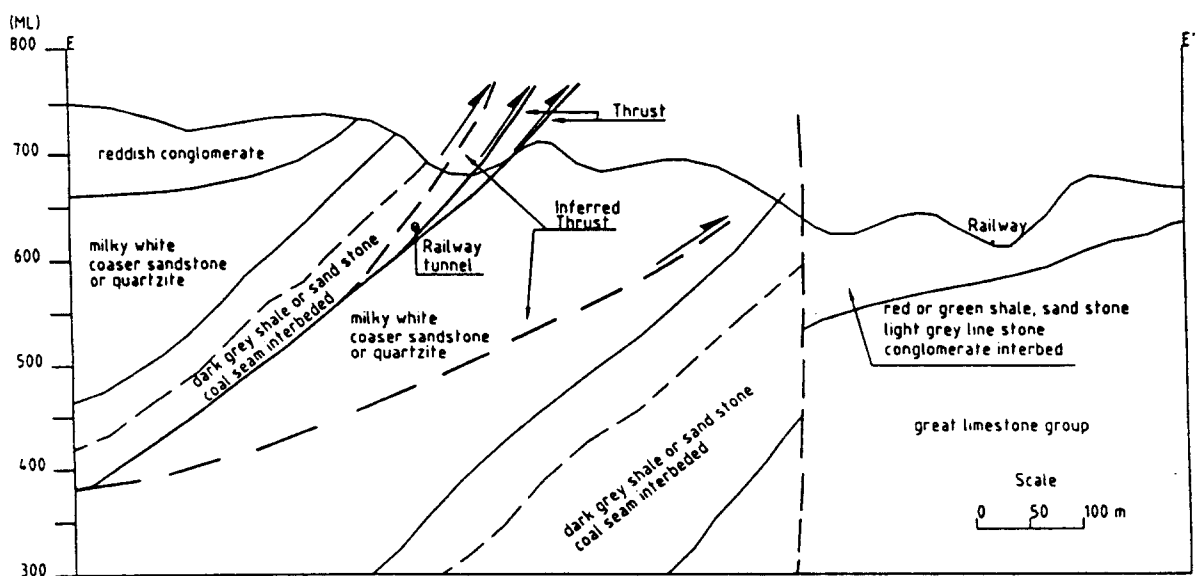 (ML)
800
E
E'
Thrust
700
reddish conglomerate
Inferred
Thrust
milky white
coaser sandstone
or quartzite
Railway
tunnel
Railway
600
dark grey shale or sand stone
coal seam interbeded
milky white
coaser sandstone
or quartzite
red or green shale, sand stone
light grey line stone
conglomerate interbed
500
great limestone group
400
dark grey shale or sand stone
coal seam interbeded
Scale
0 50 100 m
300